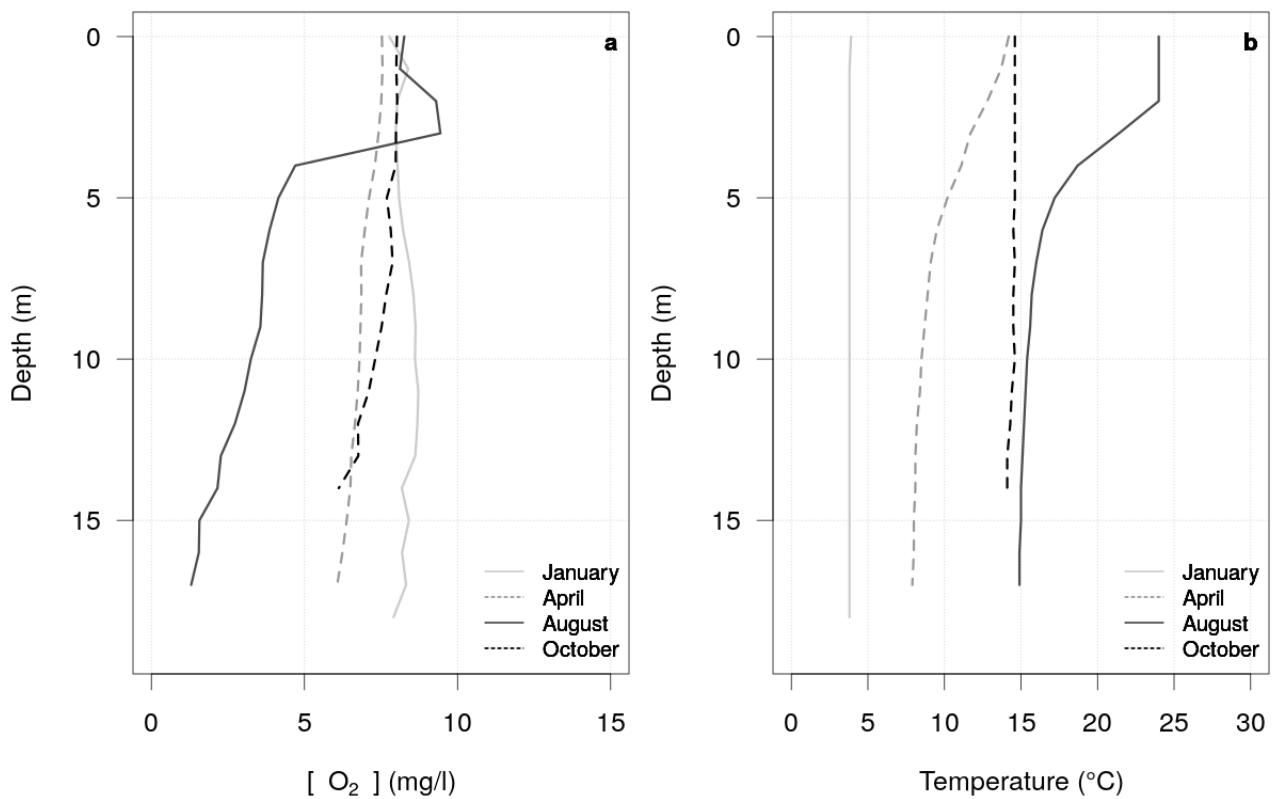 a
0
5
10
15
Depth (m)
January
April
August
October
0 5 10 15
[ O₂ ] (mg/l)
b
0
5
10
15
Depth (m)
January
April
August
October
0 5 10 15 20 25 30
Temperature (°C)